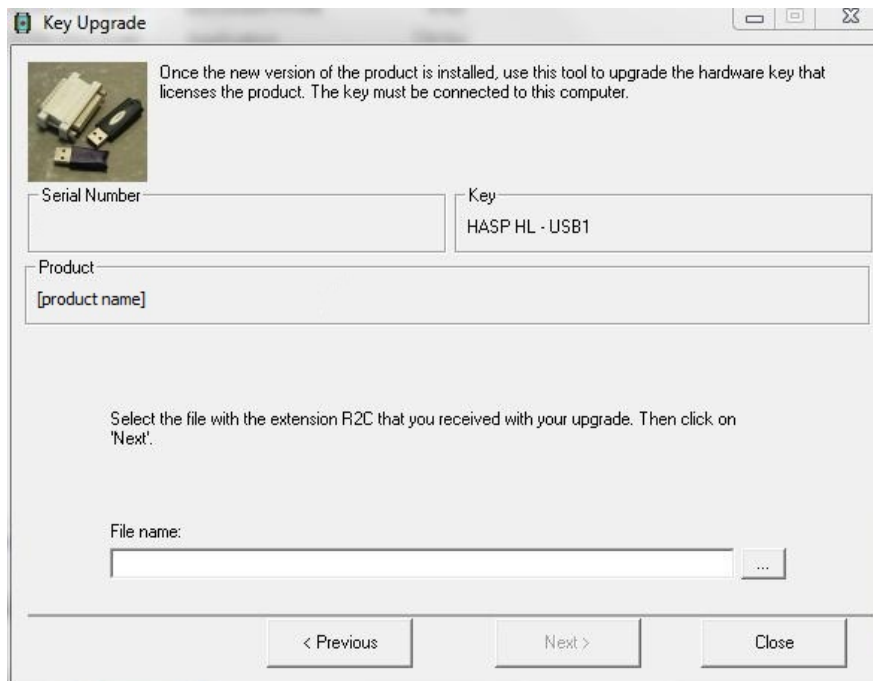 Key Upgrade
Once the new version of the product is installed, use this tool to upgrade the hardware key that
licenses the product. The key must be connected to this computer.
Serial Number
Key
HASP HL - USB1
Product
[product name]
Select the file with the extension R2C that you received with your upgrade. Then click on
'Next'.
File name:
...
< Previous
Next >
Close